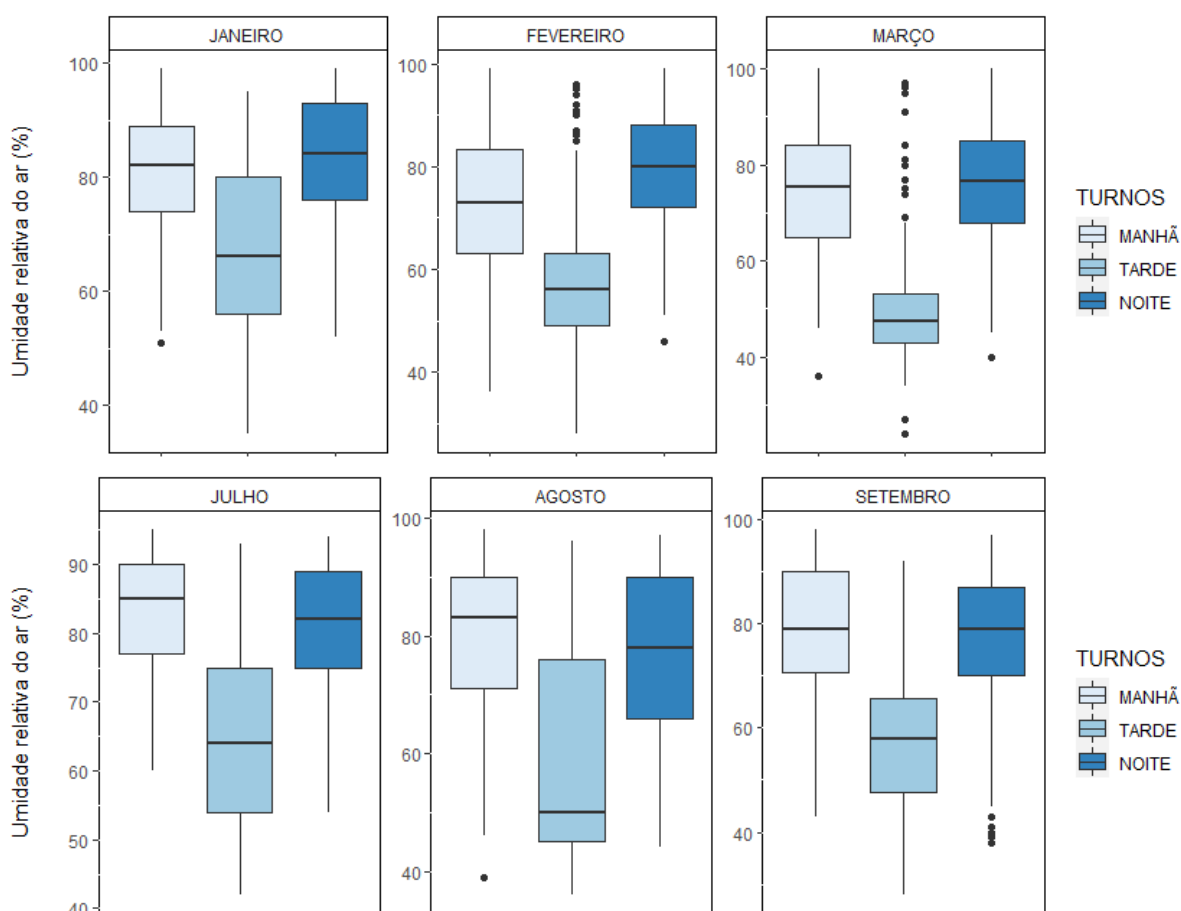 JANEIRO
FEVEREIRO
MARÇO
Umidade relativa do ar (%)
100
80
60
40
100
80
60
40
100
80
60
40
TURNOS
MANHÃ
TARDE
NOITE
JULHO
AGOSTO
SETEMBRO
Umidade relativa do ar (%)
90
80
70
60
50
40
100
80
60
40
100
80
60
40
TURNOS
MANHÃ
TARDE
NOITE